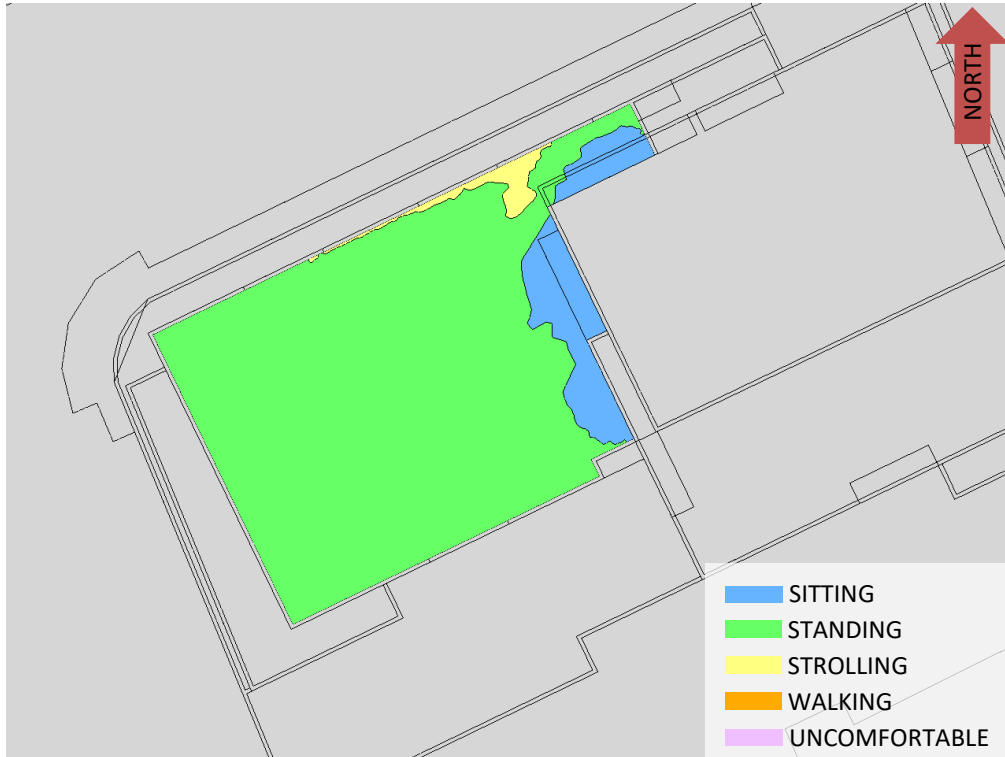 NORTH
SITTING
STANDING
STROLLING
WALKING
UNCOMFORTABLE